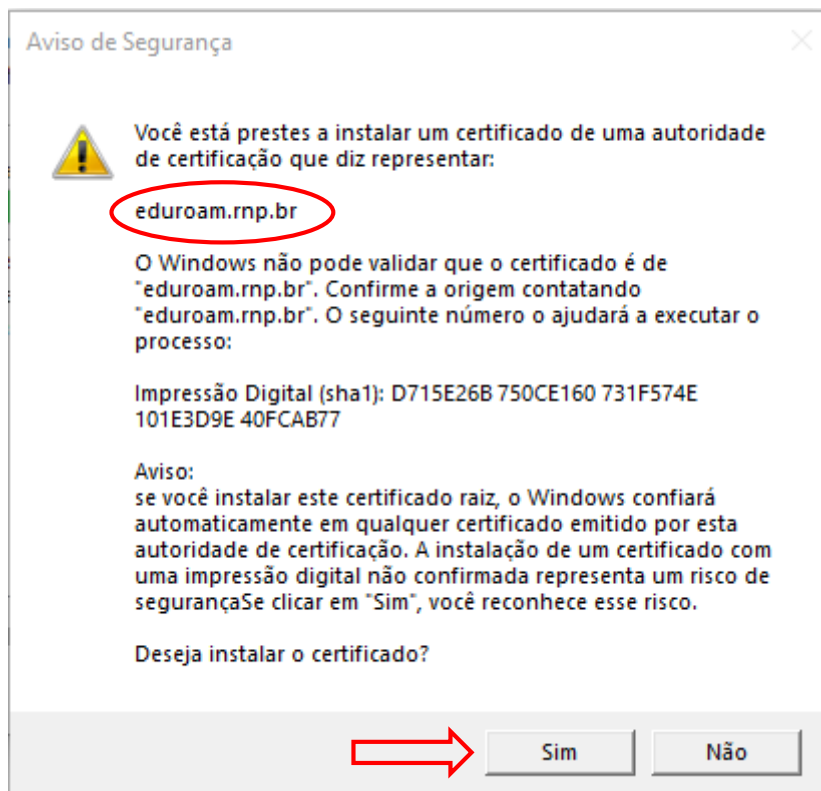 Aviso de Segurança
Você está prestes a instalar um certificado de uma autoridade
de certificação que diz representar:
eduroam.rnp.br
O Windows não pode validar que o certificado é de
"eduroam.rnp.br". Confirme a origem contatando
"eduroam.rnp.br". O seguinte número o ajudará a executar o
processo:
Impressão Digital (sha1): D715E26B 750CE160 731F574E
101E3D9E 40FCAB77
Aviso:
se você instalar este certificado raiz, o Windows confiará
automaticamente em qualquer certificado emitido por esta
autoridade de certificação. A instalação de um certificado com
uma impressão digital não confirmada representa um risco de
segurançaSe clicar em "Sim", você reconhece esse risco.
Deseja instalar o certificado?
Sim
Não